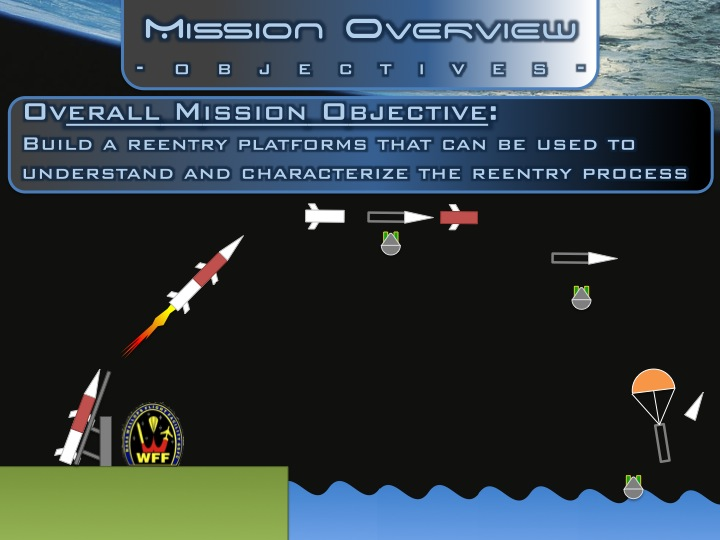 Mission Overview
- OBJECTIVES -
Overall Mission Objective:
Build a reentry platforms that can be used to
understand and characterize the reentry process
WFF